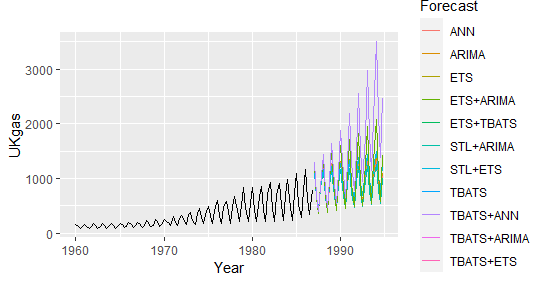 Forecast
ANN
ARIMA
ETS
ETS+ARIMA
ETS+TBATS
STL+ARIMA
STL+ETS
TBATS
TBATS+ANN
TBATS+ARIMA
TBATS+ETS
UKgas
3000
2000
1000
0
1960
1970
1980
1990
Year